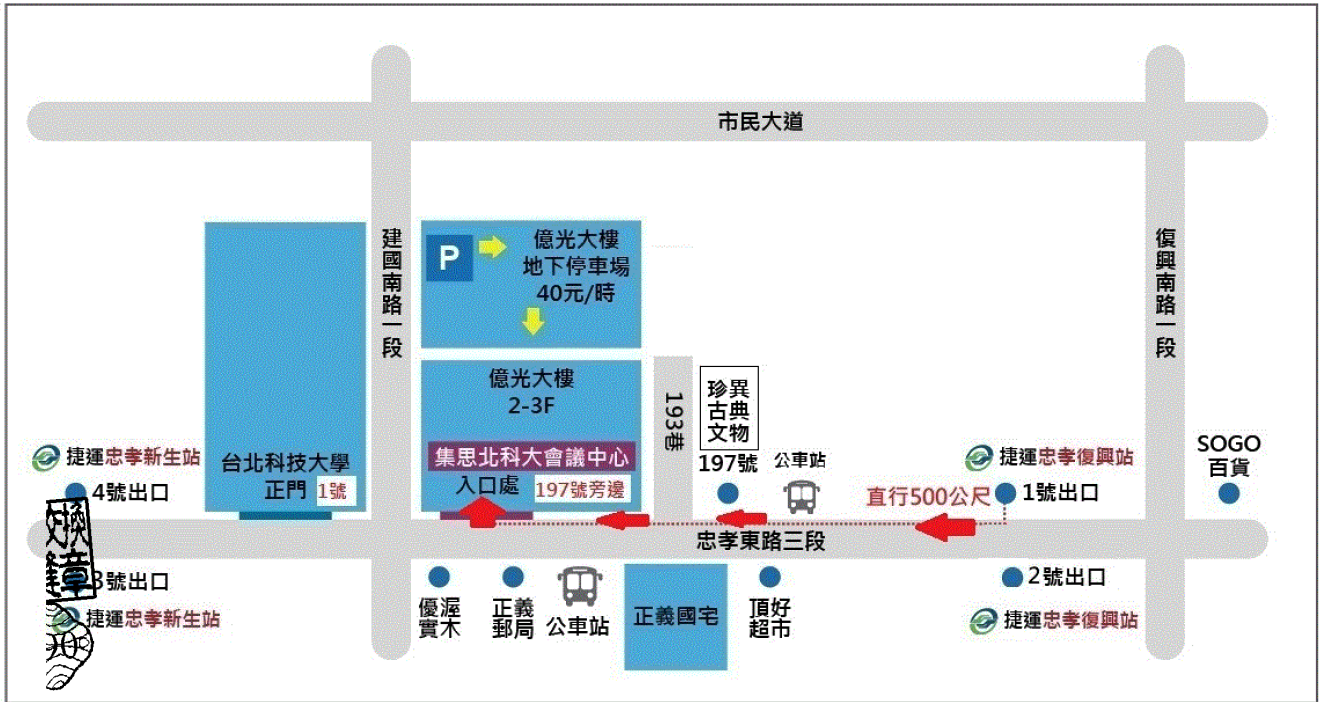 市民大道
建國南路一段
復興南路一段
P
億光大樓
地下停車場
40元/時
億光大樓
2-3F
集思北科大會議中心
入口處 197號旁邊
193巷
珍異
古典
文物
197號
公車站
直行500公尺
捷運忠孝復興站
1號出口
SOGO
百貨
捷運忠孝新生站
4號出口
台北科技大學
正門 1號
忠孝東路三段
3號出口
捷運忠孝新生站
優渥
實木
正義
郵局
公車站
正義國宅
頂好
超市
2號出口
捷運忠孝復興站
換
章